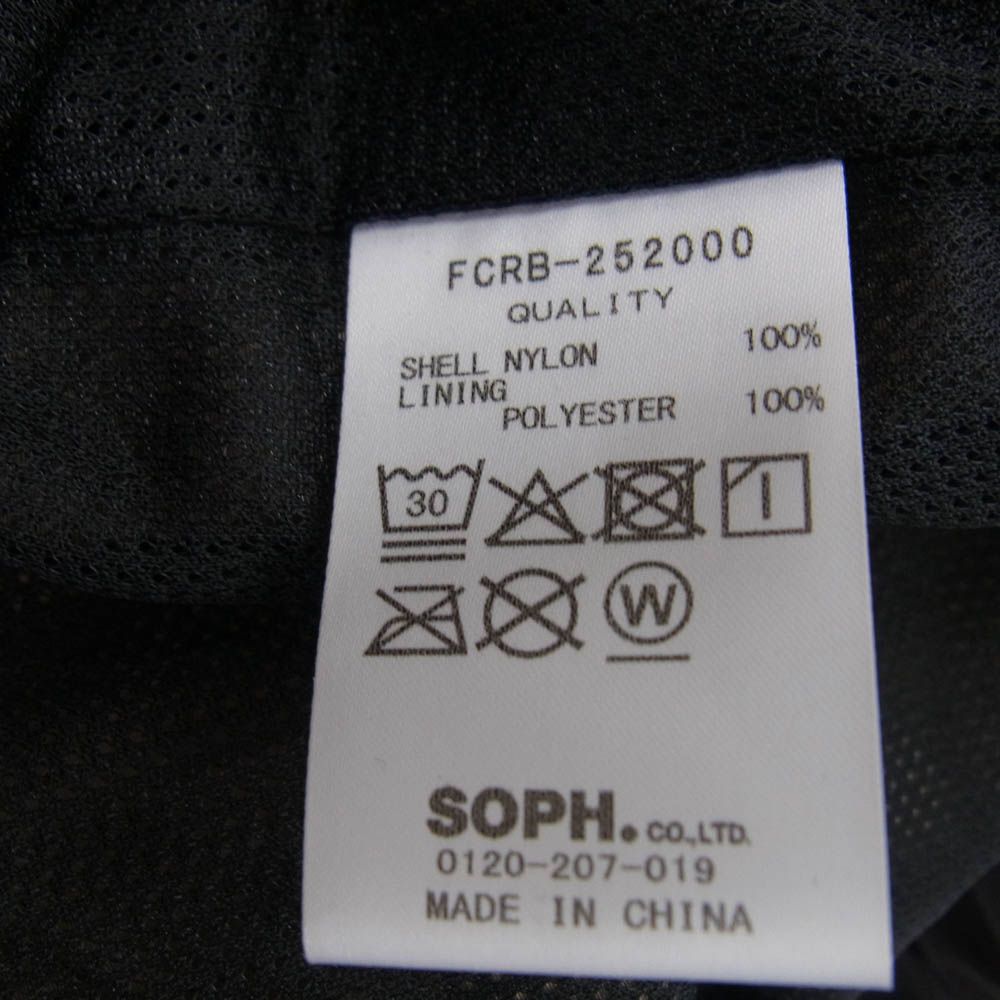 FCRB-252000
QUALITY
SHELL NYLON 100%
LINING
POLYESTER 100%
30
W
SOPH. CO.,LTD.
0120-207-019
MADE IN CHINA